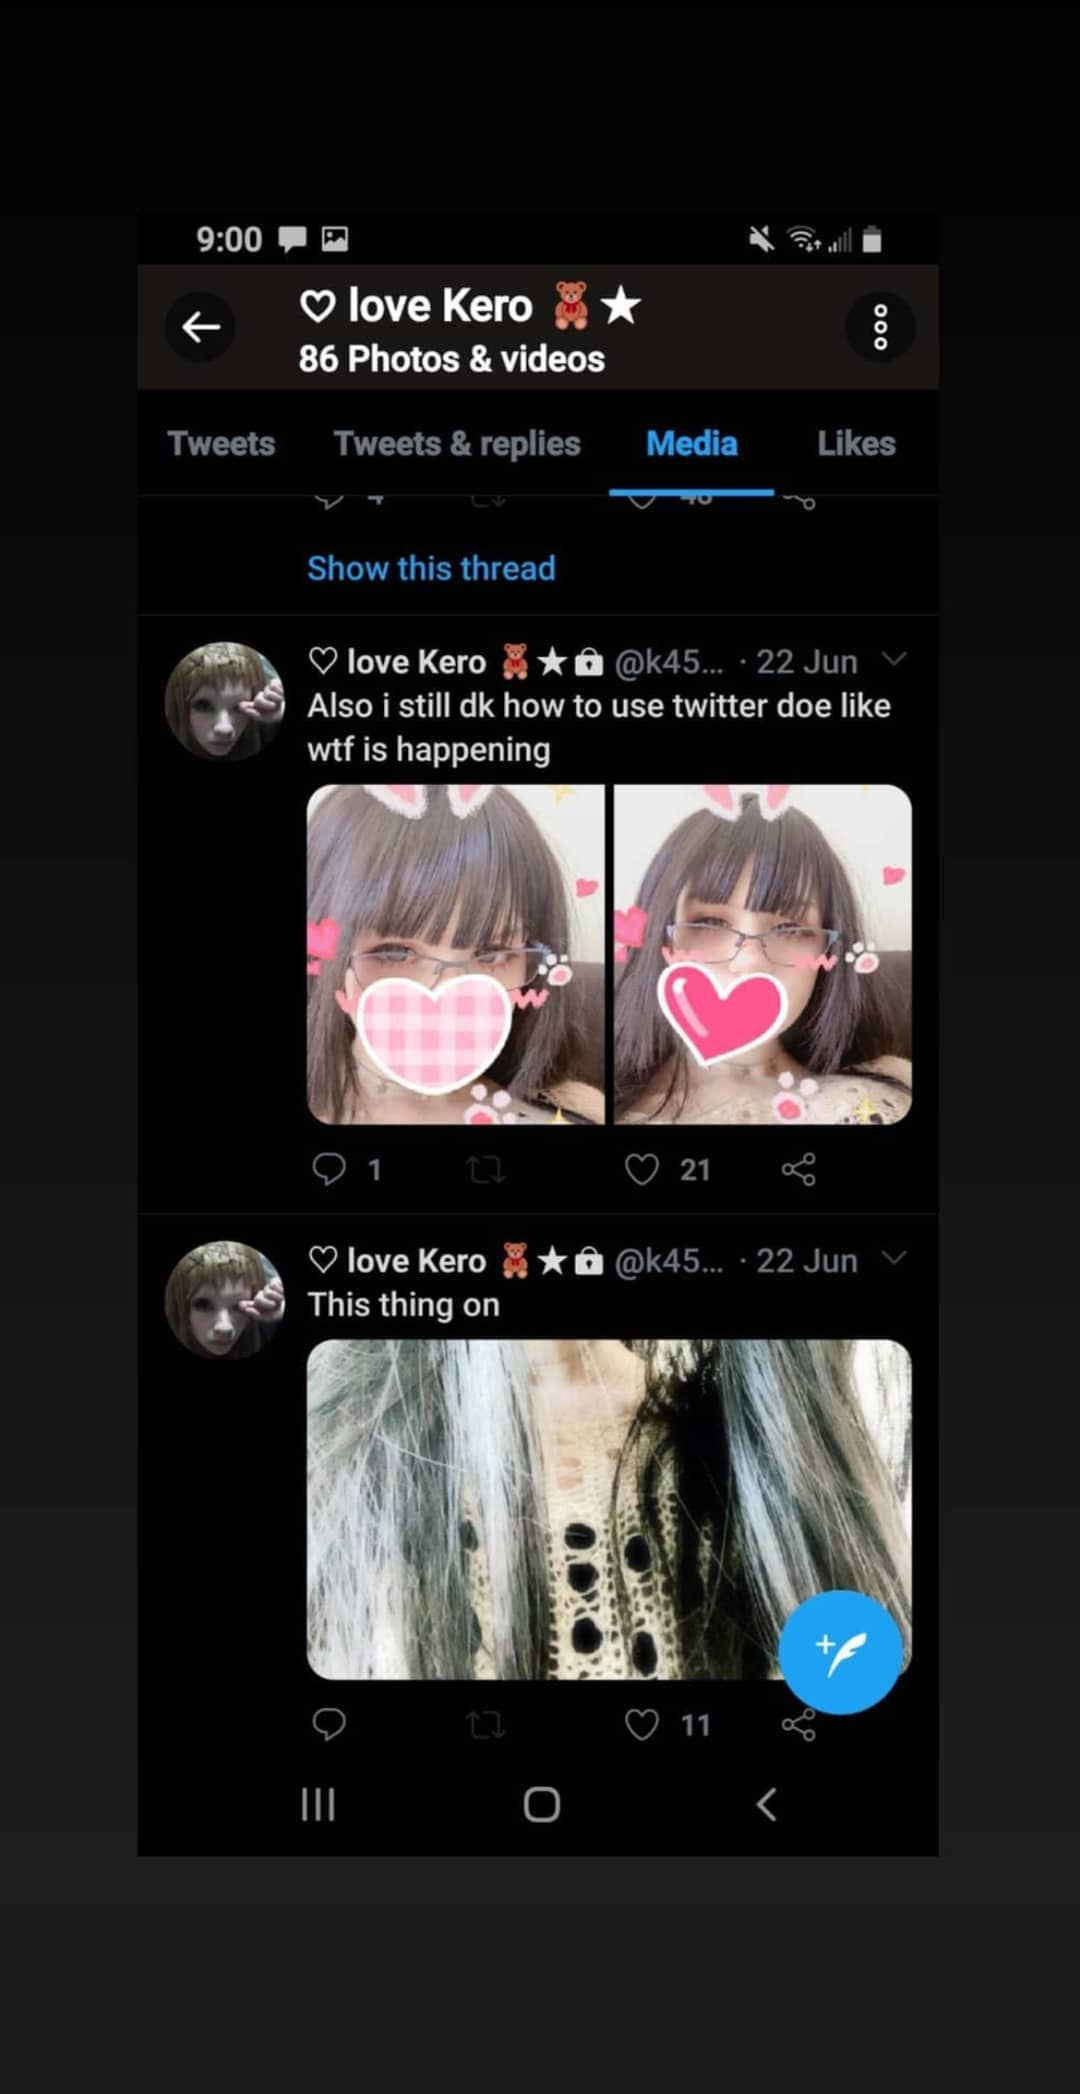 9:00
♡ love Kero 🧸★
86 Photos & videos
Tweets Tweets & replies Media Likes
Show this thread
♡ love Kero 🧸★ @k45... · 22 Jun
Also i still dk how to use twitter doe like
wtf is happening
1 21
♡ love Kero 🧸★ @k45... · 22 Jun
This thing on
11